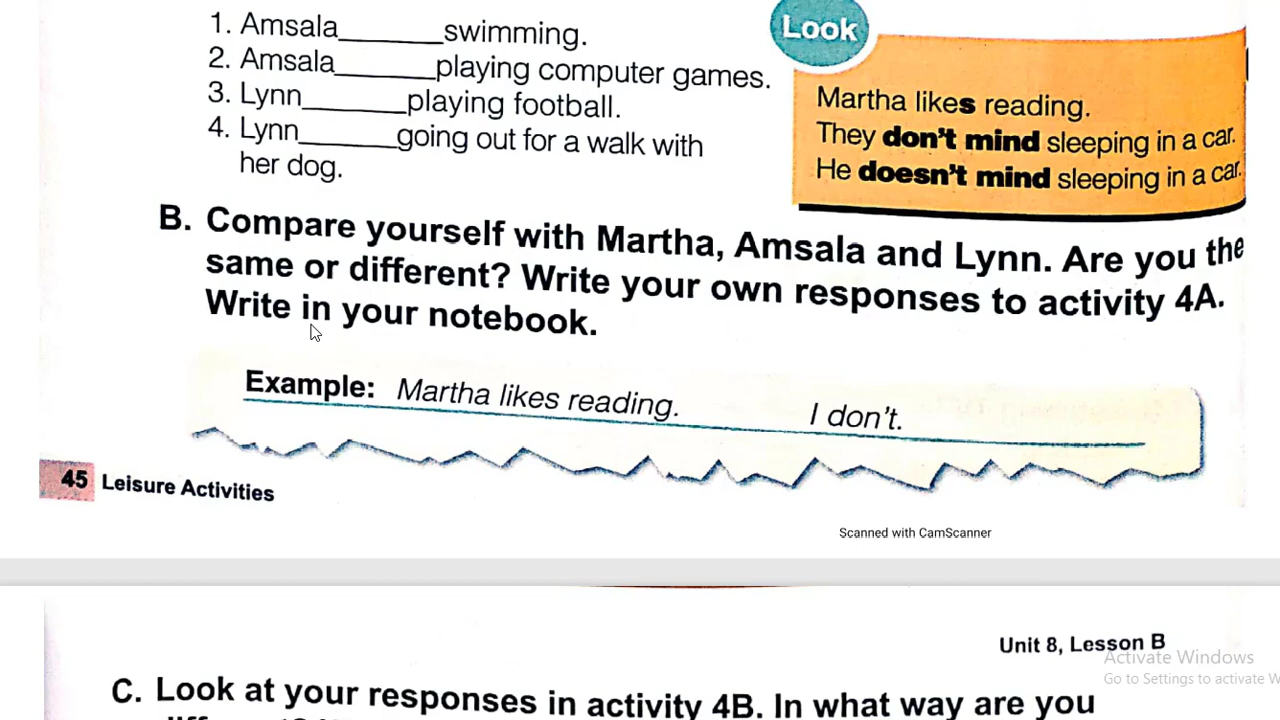 1. Amsala_______swimming.
2. Amsala_______playing computer games.
3. Lynn_______playing football.
4. Lynn_______going out for a walk with
her dog.
Look
Martha likes reading.
They don't mind sleeping in a car.
He doesn't mind sleeping in a car.
B. Compare yourself with Martha, Amsala and Lynn. Are you the
same or different? Write your own responses to activity 4A.
Write in your notebook.
Example: Martha likes reading. I don't.
45 Leisure Activities
Scanned with CamScanner
Unit 8, Lesson B
Activate Windows
Go to Settings to activate W
C. Look at your responses in activity 4B. In what way are you